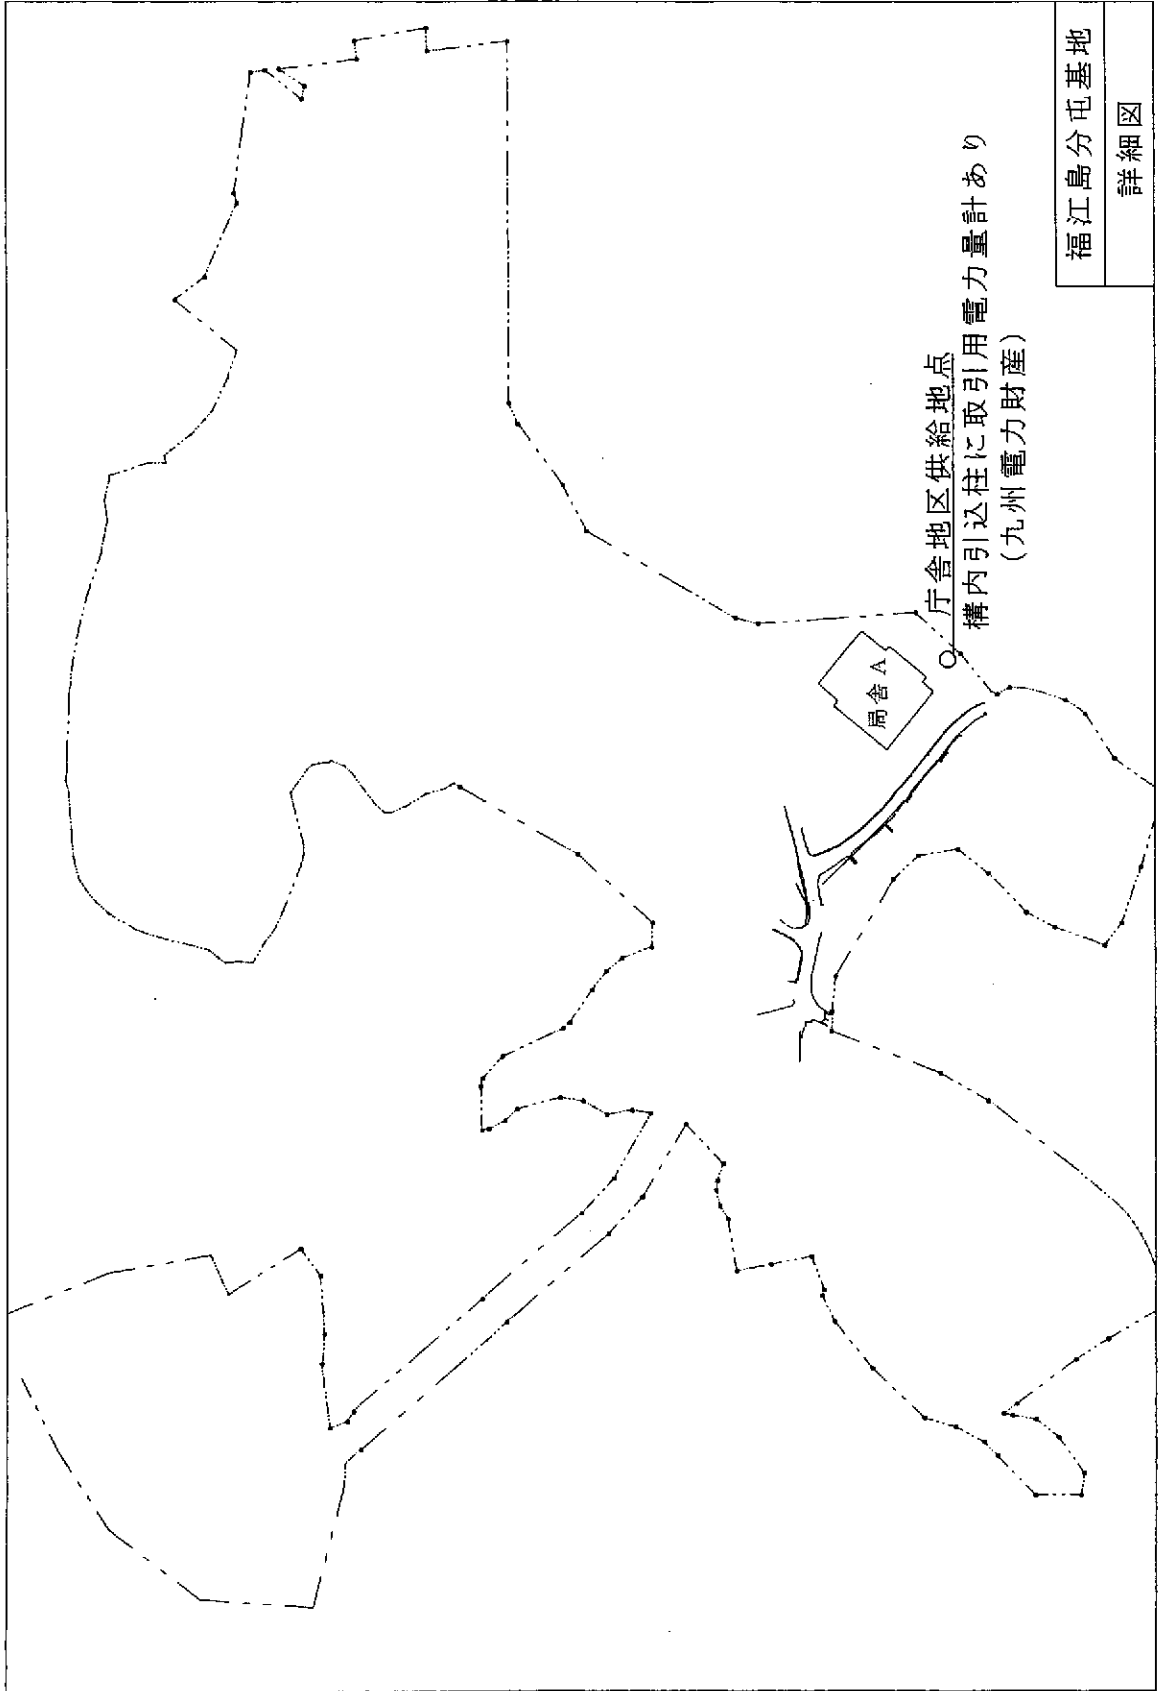 庁舎地区供給地点
構内引込柱に取引用電力量計あり
(九州電力財産)
局舎A
福江島分屯基地
詳細図